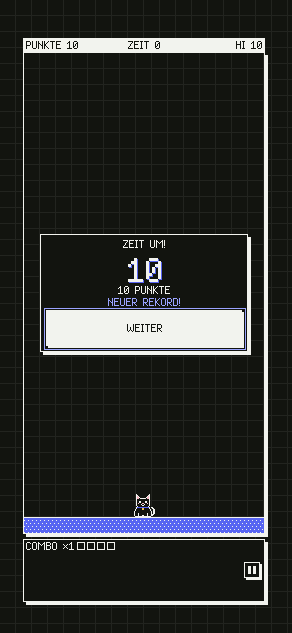 PUNKTE 10 ZEIT 0 HI 10
ZEIT UM!
10
10 PUNKTE
NEUER REKORD!
WEITER
COMBO ×1